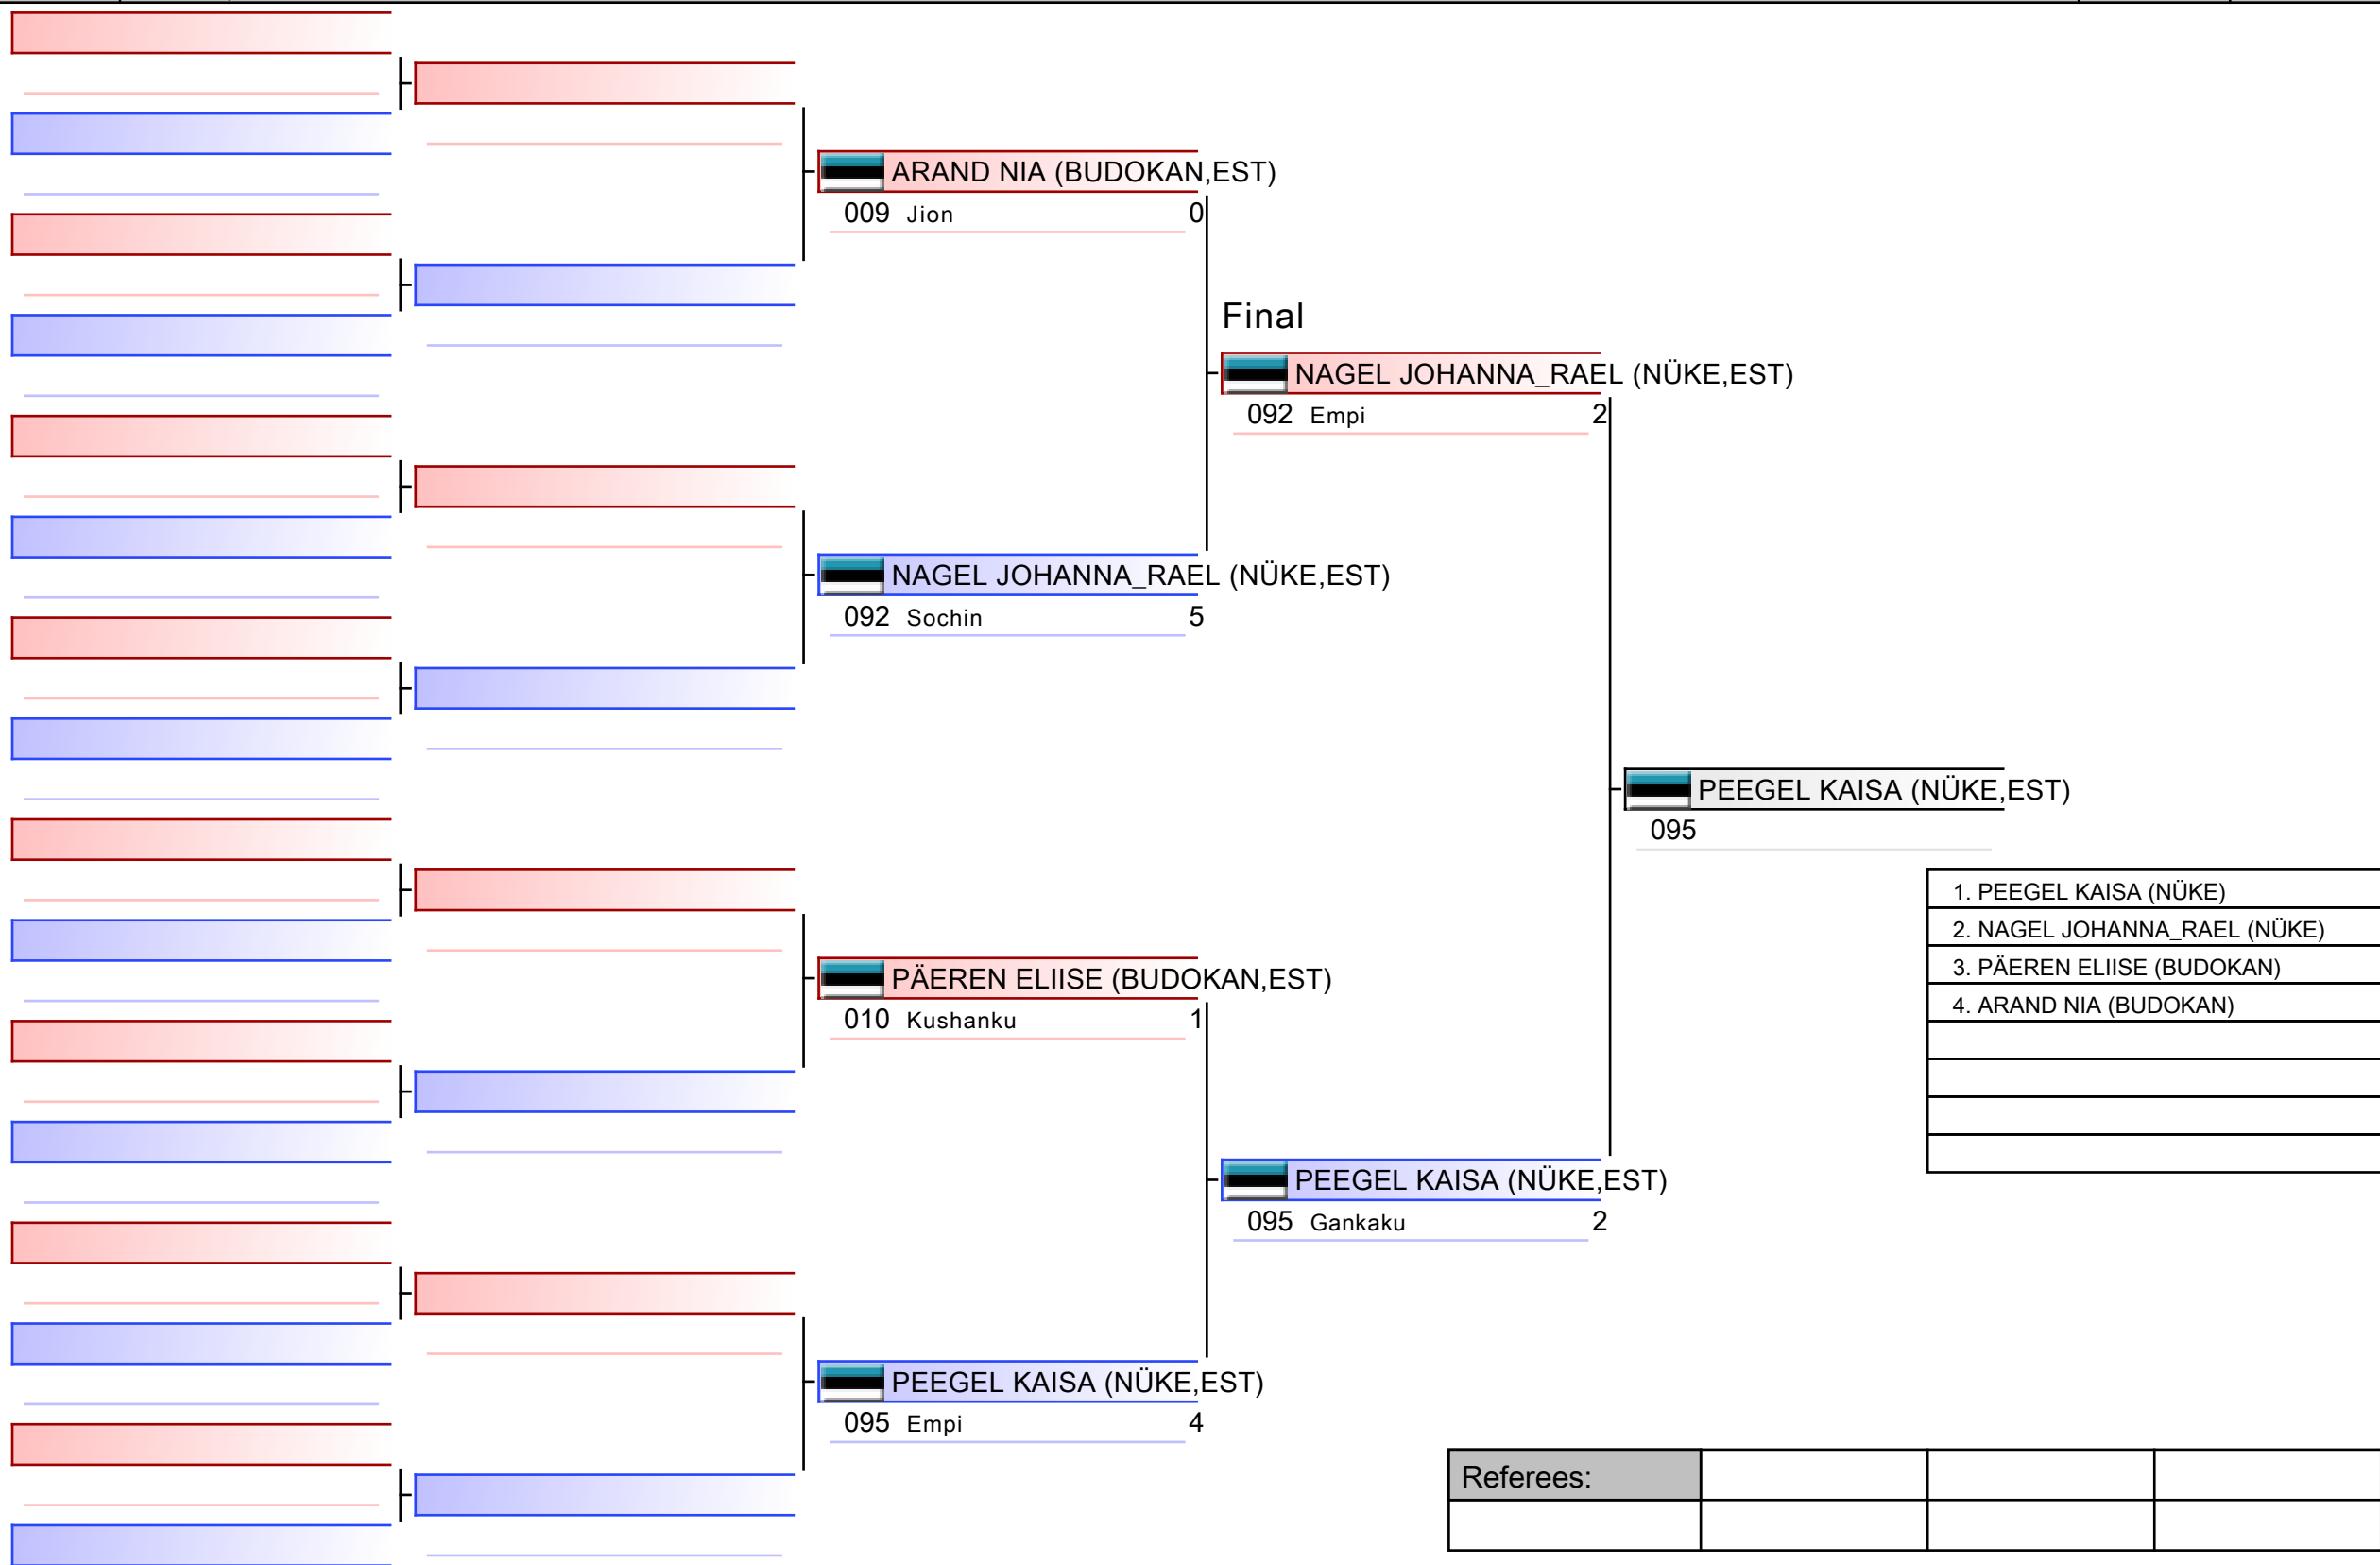 ARAND NIA (BUDOKAN,EST)
009 Jion 0
Final
NAGEL JOHANNA_RAEL (NÜKE,EST)
092 Empi 2
NAGEL JOHANNA_RAEL (NÜKE,EST)
092 Sochin 5
PEEGEL KAISA (NÜKE,EST)
095
1. PEEGEL KAISA (NÜKE)
2. NAGEL JOHANNA_RAEL (NÜKE)
3. PÄEREN ELIISE (BUDOKAN)
4. ARAND NIA (BUDOKAN)
PÄEREN ELIISE (BUDOKAN,EST)
010 Kushanku 1
PEEGEL KAISA (NÜKE,EST)
095 Gankaku 2
PEEGEL KAISA (NÜKE,EST)
095 Empi 4
Referees: